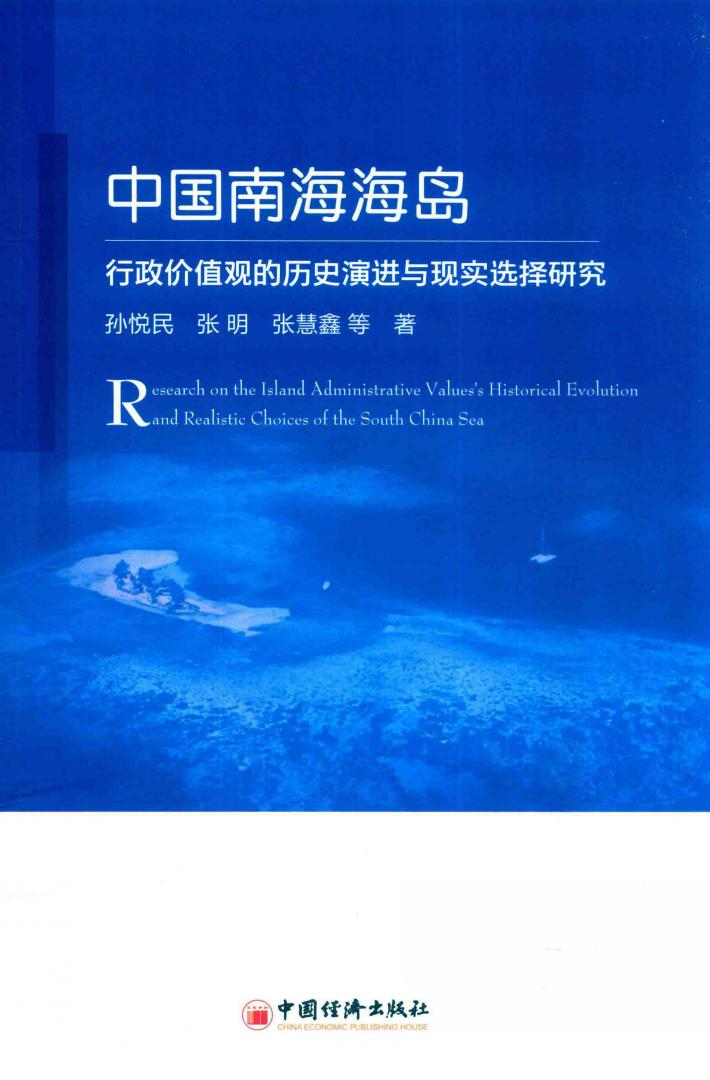 中国南海海岛
行政价值观的历史演进与现实选择研究
孙悦民 张 明 张慧鑫 等 著
Research on the Island Administrative Values's Historical Evolution
and Realistic Choices of the South China Sea
中国经济出版社
CHINA ECONOMIC PUBLISHING HOUSE